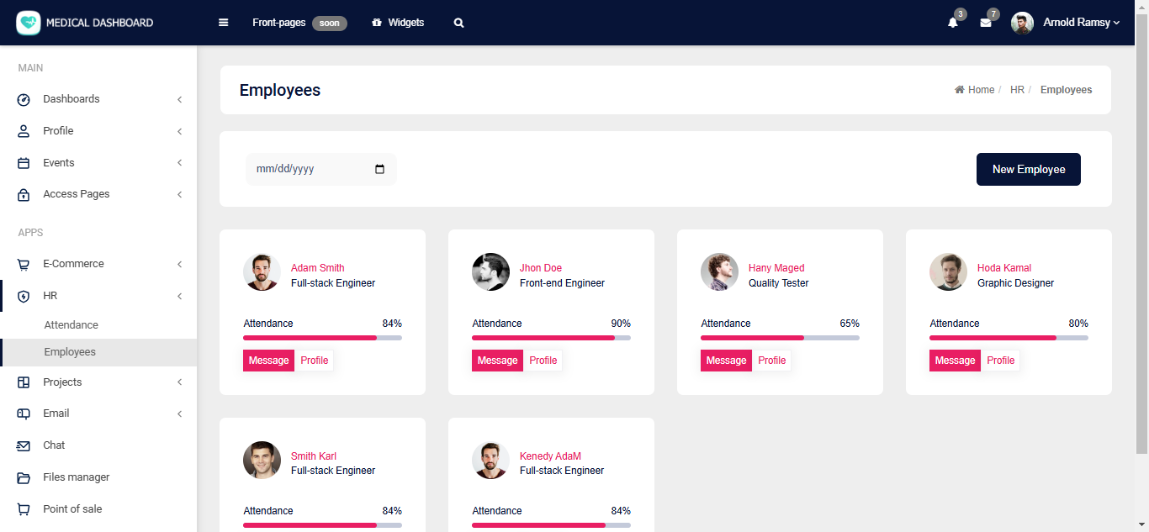 MEDICAL DASHBOARD
Front-pages soon Widgets
3 7 Arnold Ramsy
MAIN
Dashboards
Profile
Events
Access Pages
APPS
E-Commerce
HR
Attendance
Employees
Projects
Email
Chat
Files manager
Point of sale
Employees
Home / HR / Employees
mm/dd/yyyy
New Employee
Adam Smith
Full-stack Engineer
Attendance 84%
Message Profile
Jhon Doe
Front-end Engineer
Attendance 90%
Message Profile
Hany Maged
Quality Tester
Attendance 65%
Message Profile
Hoda Kamal
Graphic Designer
Attendance 80%
Message Profile
Smith Karl
Full-stack Engineer
Attendance 84%
Kenedy AdaM
Full-stack Engineer
Attendance 84%